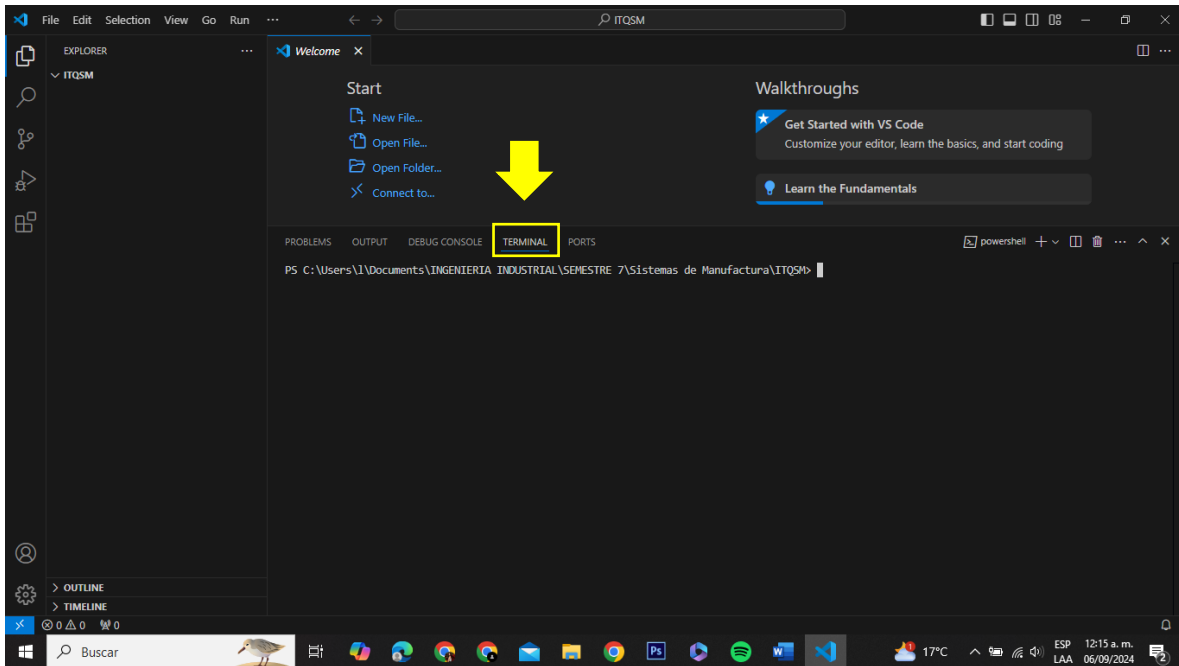 File Edit Selection View Go Run ···
ITQSM
EXPLORER ···
ITQSM
Welcome
Start
New File...
Open File...
Open Folder...
Connect to...
Walkthroughs
Get Started with VS Code
Customize your editor, learn the basics, and start coding
Learn the Fundamentals
PROBLEMS OUTPUT DEBUG CONSOLE TERMINAL PORTS
powershell
PS C:\Users\l\Documents\INGENIERIA INDUSTRIAL\SEMESTRE 7\Sistemas de Manufactura\ITQSM>
OUTLINE
TIMELINE
0 0 0
Buscar
Ps
17°C
ESP
LAA
12:15 a. m.
06/09/2024
2